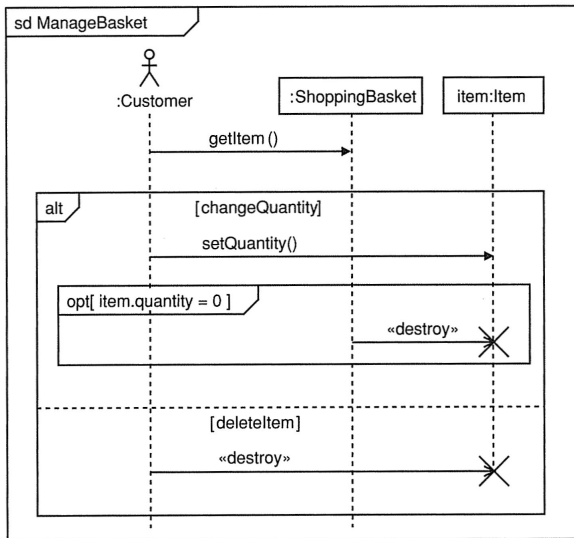 sd ManageBasket
:Customer
:ShoppingBasket
item:Item
getItem ()
alt
[changeQuantity]
setQuantity()
opt[ item.quantity = 0 ]
«destroy»
[deleteItem]
«destroy»